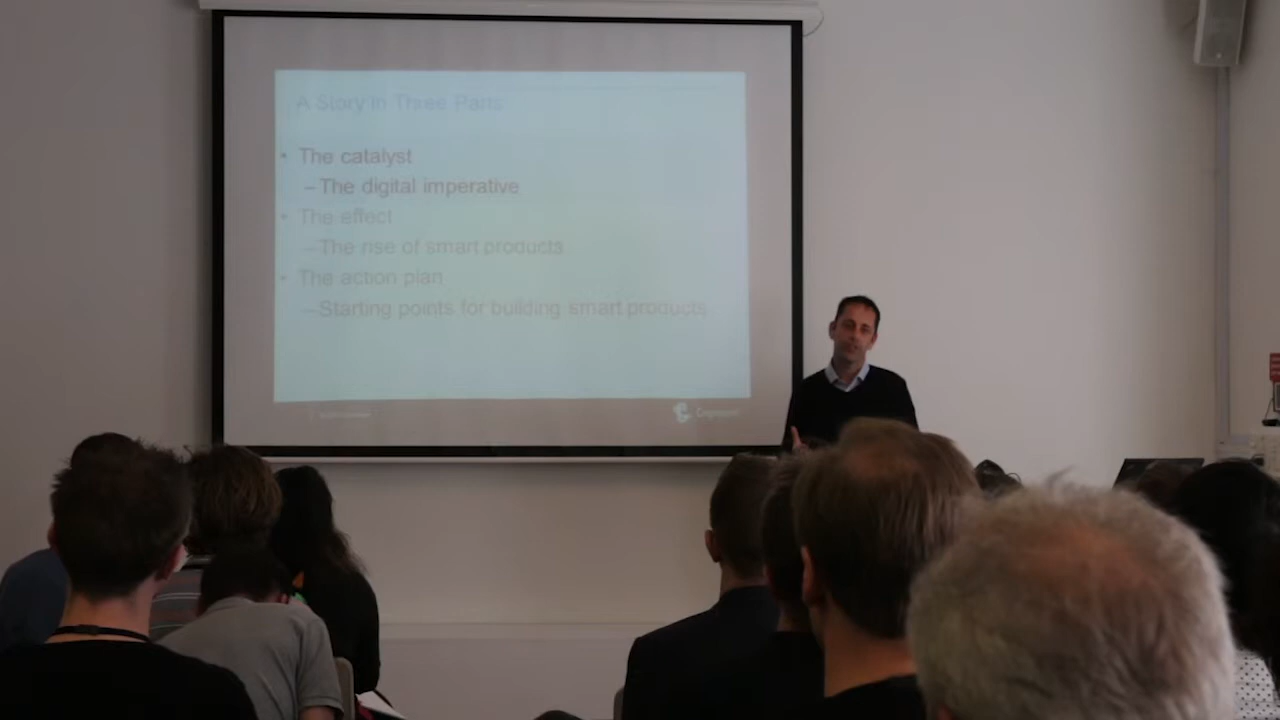 A Story in Three Parts
• The catalyst
– The digital imperative
• The effect
– The rise of smart products
• The action plan
– Starting points for building smart products